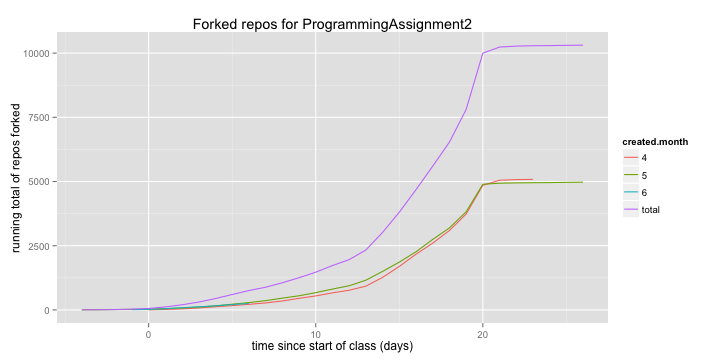 Forked repos for ProgrammingAssignment2
running total of repos forked
10000
7500
5000
2500
0
0
10
20
time since start of class (days)
created.month
4
5
6
total